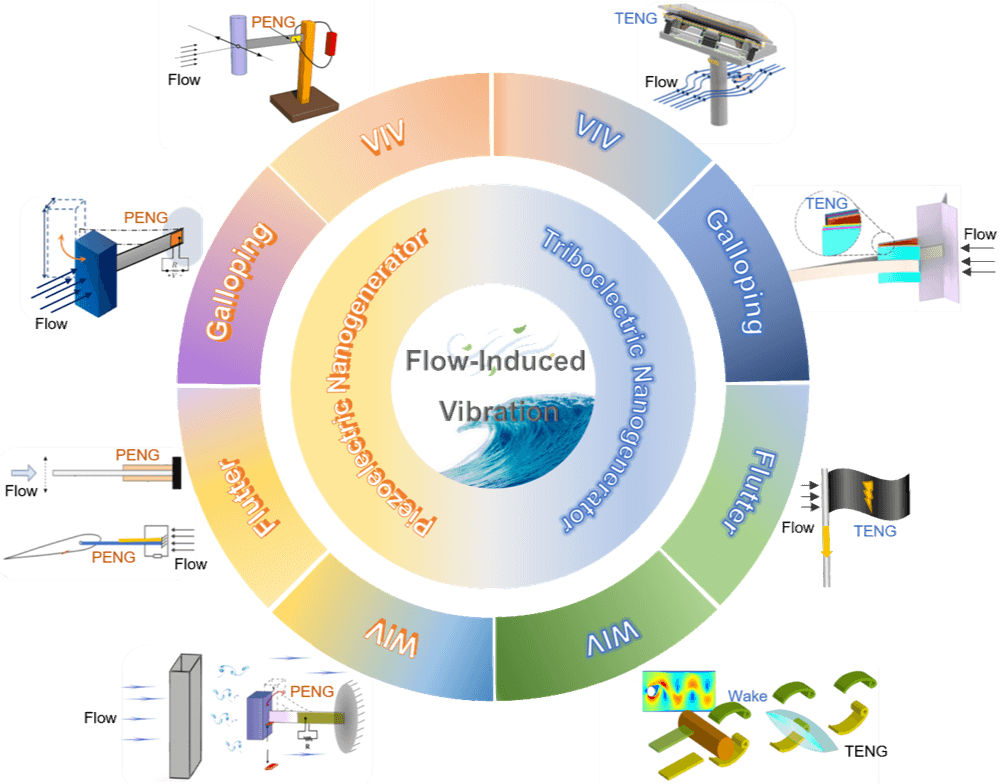 PENG
Flow
TENG
Flow
VIV
VIV
PENG
Flow
Galloping
Galloping
TENG
Flow
Piezoelectric Nanogenerator
Triboelectric Nanogenerator
Flow-Induced
Vibration
PENG
Flow
PENG
Flow
Flutter
Flutter
Flow
TENG
WIV
WIV
Flow
PENG
R
Wake
TENG
R
+V-